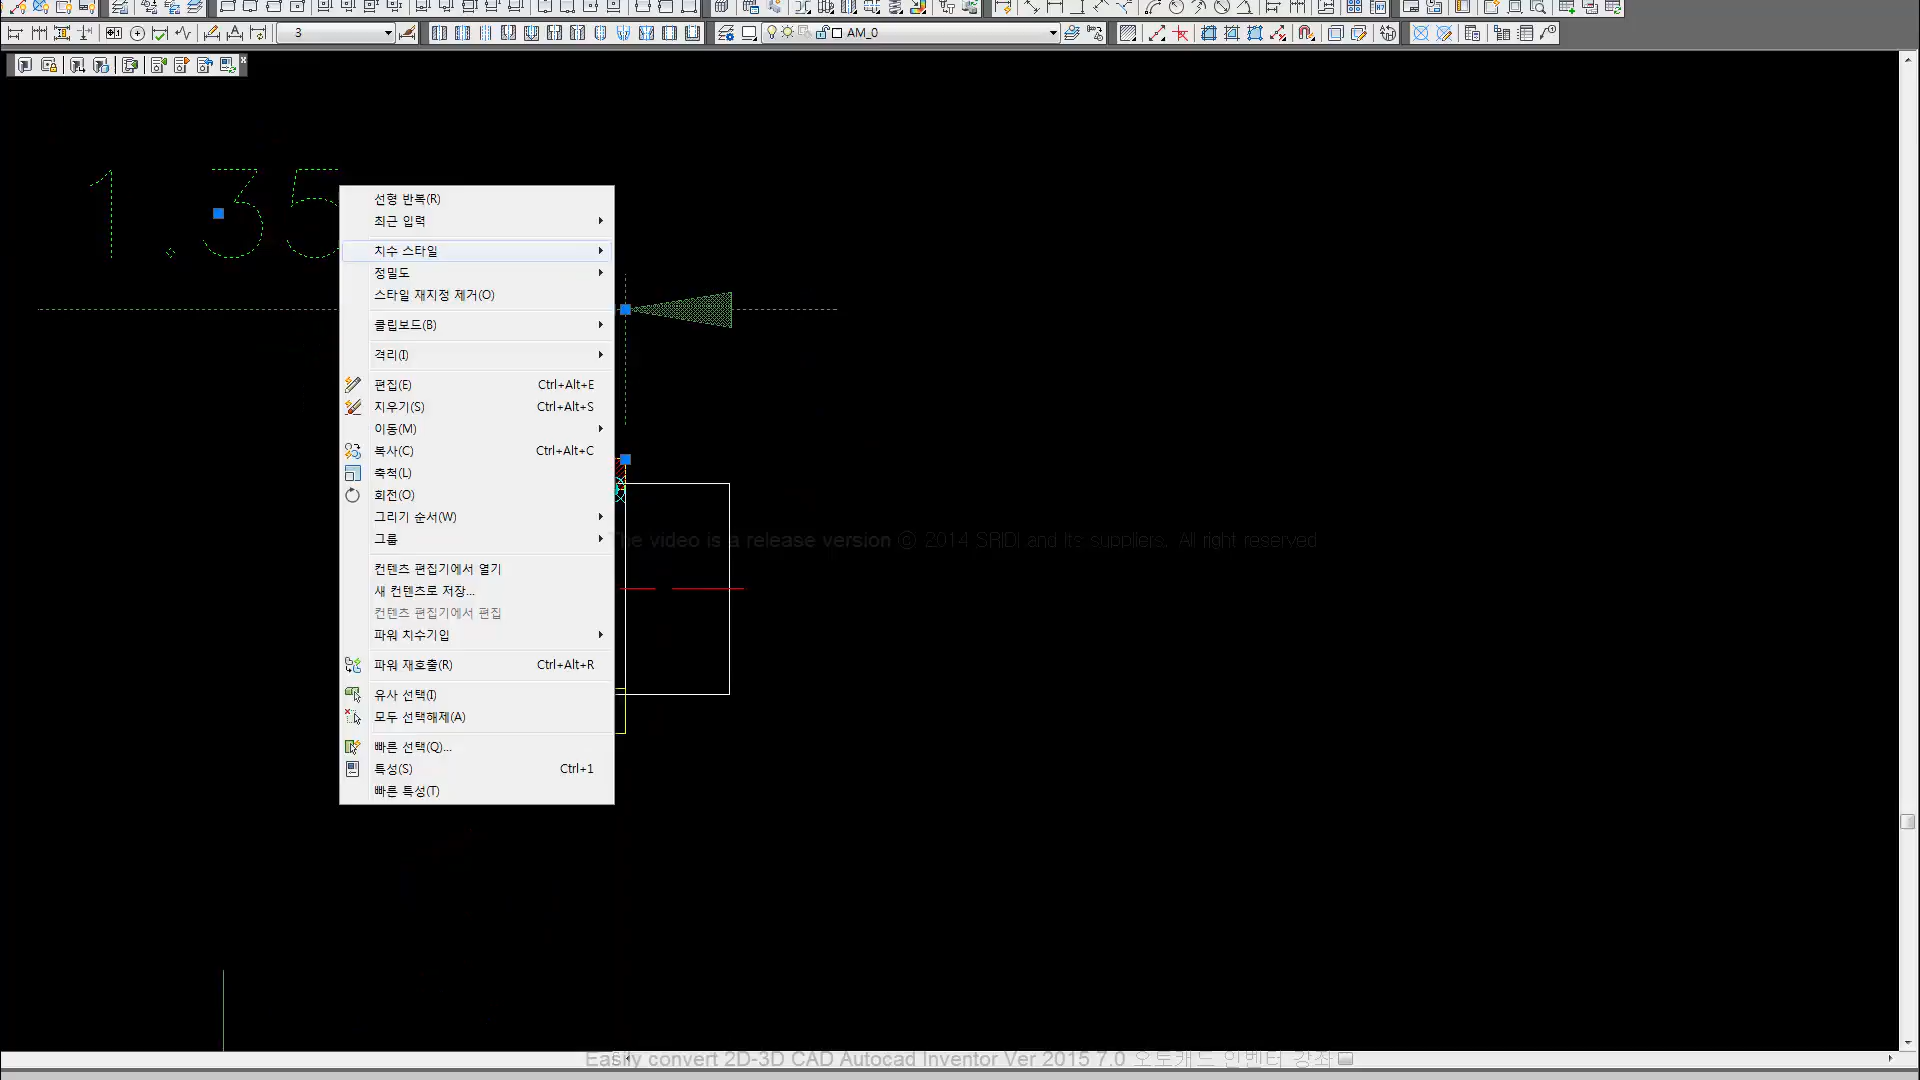 3
AM_0
1,35
선형 반복(R)
최근 입력
치수 스타일
정밀도
스타일 재지정 제거(O)
클립보드(B)
격리(I)
편집(E) Ctrl+Alt+E
지우기(S) Ctrl+Alt+S
이동(M)
복사(C) Ctrl+Alt+C
축척(L)
회전(O)
그리기 순서(W)
그룹
컨텐츠 편집기에서 열기
새 컨텐츠로 저장...
컨텐츠 편집기에서 편집
파워 치수기입
파워 재호출(R) Ctrl+Alt+R
유사 선택(I)
모두 선택해제(A)
빠른 선택(Q)...
특성(S) Ctrl+1
빠른 특성(T)
The video is a release version ⓒ 2014 SRIDI and its suppliers. All right reserved
Easily convert 2D-3D CAD Autocad Inventor Ver 2015 7.0 오토캐드 인벤터 강좌